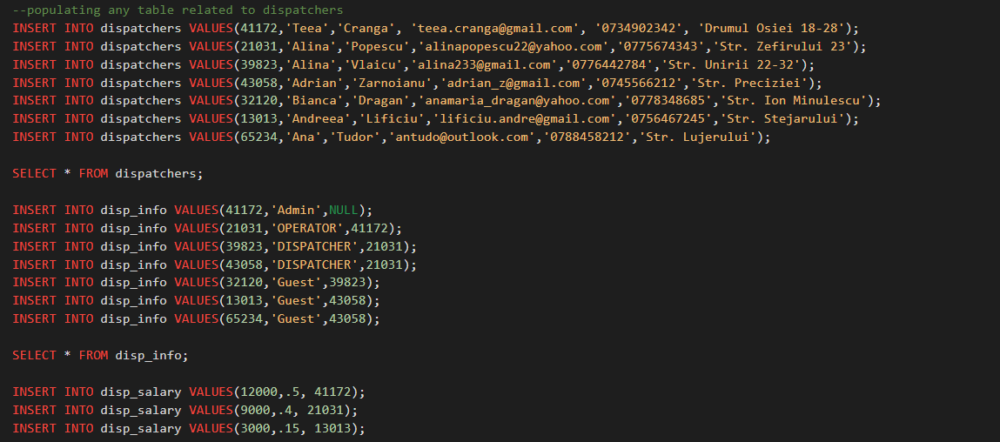 --populating any table related to dispatchers
INSERT INTO dispatchers VALUES(41172,'Teea','Cranga', 'teea.cranga@gmail.com', '0734902342', 'Drumul Osiei 18-28');
INSERT INTO dispatchers VALUES(21031,'Alina','Popescu','alinapopescu22@yahoo.com','0775674343','Str. Zefirului 23');
INSERT INTO dispatchers VALUES(39823,'Alina','Vlaicu','alina233@gmail.com','0776442784','Str. Unirii 22-32');
INSERT INTO dispatchers VALUES(43058,'Adrian','Zarnoianu','adrian_z@gmail.com','0745566212','Str. Preciziei');
INSERT INTO dispatchers VALUES(32120,'Bianca','Dragan','anamaria_dragan@yahoo.com','0778348685','Str. Ion Minulescu');
INSERT INTO dispatchers VALUES(13013,'Andreea','Lificiu','lificiu.andre@gmail.com','0756467245','Str. Stejarului');
INSERT INTO dispatchers VALUES(65234,'Ana','Tudor','antudo@outlook.com','0788458212','Str. Lujerului');
SELECT * FROM dispatchers;
INSERT INTO disp_info VALUES(41172,'Admin',NULL);
INSERT INTO disp_info VALUES(21031,'OPERATOR',41172);
INSERT INTO disp_info VALUES(39823,'DISPATCHER',21031);
INSERT INTO disp_info VALUES(43058,'DISPATCHER',21031);
INSERT INTO disp_info VALUES(32120,'Guest',39823);
INSERT INTO disp_info VALUES(13013,'Guest',43058);
INSERT INTO disp_info VALUES(65234,'Guest',43058);
SELECT * FROM disp_info;
INSERT INTO disp_salary VALUES(12000,.5, 41172);
INSERT INTO disp_salary VALUES(9000,.4, 21031);
INSERT INTO disp_salary VALUES(3000,.15, 13013);